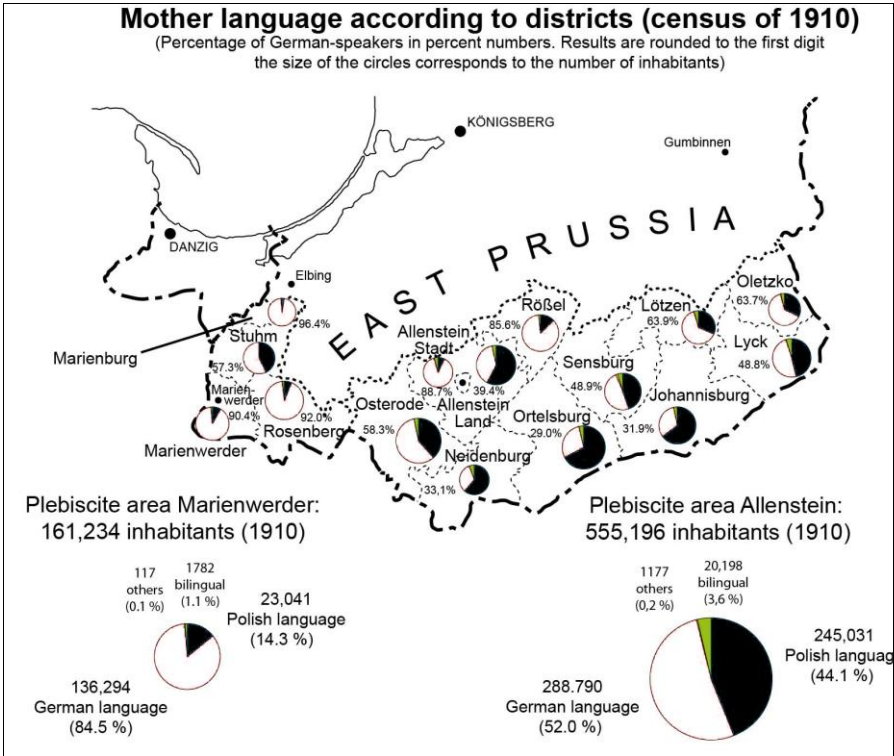 Mother language according to districts (census of 1910)
(Percentage of German-speakers in percent numbers. Results are rounded to the first digit
the size of the circles corresponds to the number of inhabitants)
KÖNIGSBERG
Gumbinnen
DANZIG
EAST PRUSSIA
Elbing
96.4%
Marienburg
Stuhm
57.3%
Marien-
werder
90.4%
Marienwerder
92.0%
Rosenberg
Allenstein
Stadt
88.7%
Rößel
85.6%
39.4%
Allenstein
Land
Osterode
58.3%
Neidenburg
33,1%
Ortelsburg
29.0%
Sensburg
48.9%
Lötzen
63.9%
Oletzko
63.7%
Lyck
48.8%
Johannisburg
31.9%
Plebiscite area Marienwerder:
161,234 inhabitants (1910)
117
others
(0.1 %)
1782
bilingual
(1.1 %)
23,041
Polish language
(14.3 %)
136,294
German language
(84.5 %)
Plebiscite area Allenstein:
555,196 inhabitants (1910)
1177
others
(0,2 %)
20,198
bilingual
(3,6 %)
245,031
Polish languag
(44.1 %)
288.790
German language
(52.0 %)